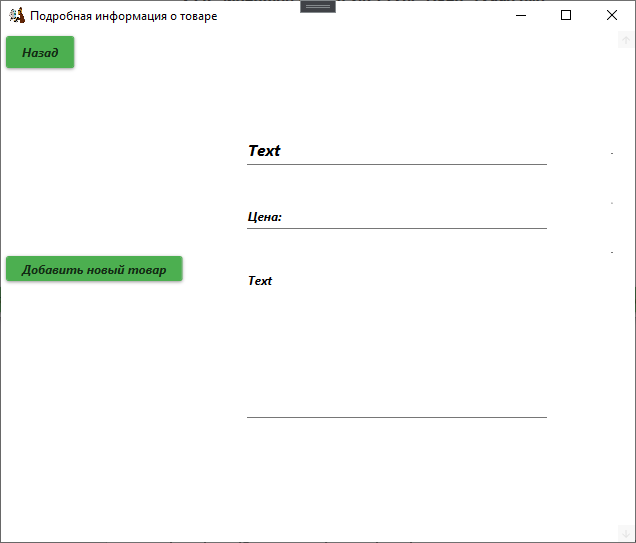 Подробная информация о товаре
Назад
Text
Цена:
Добавить новый товар
Text